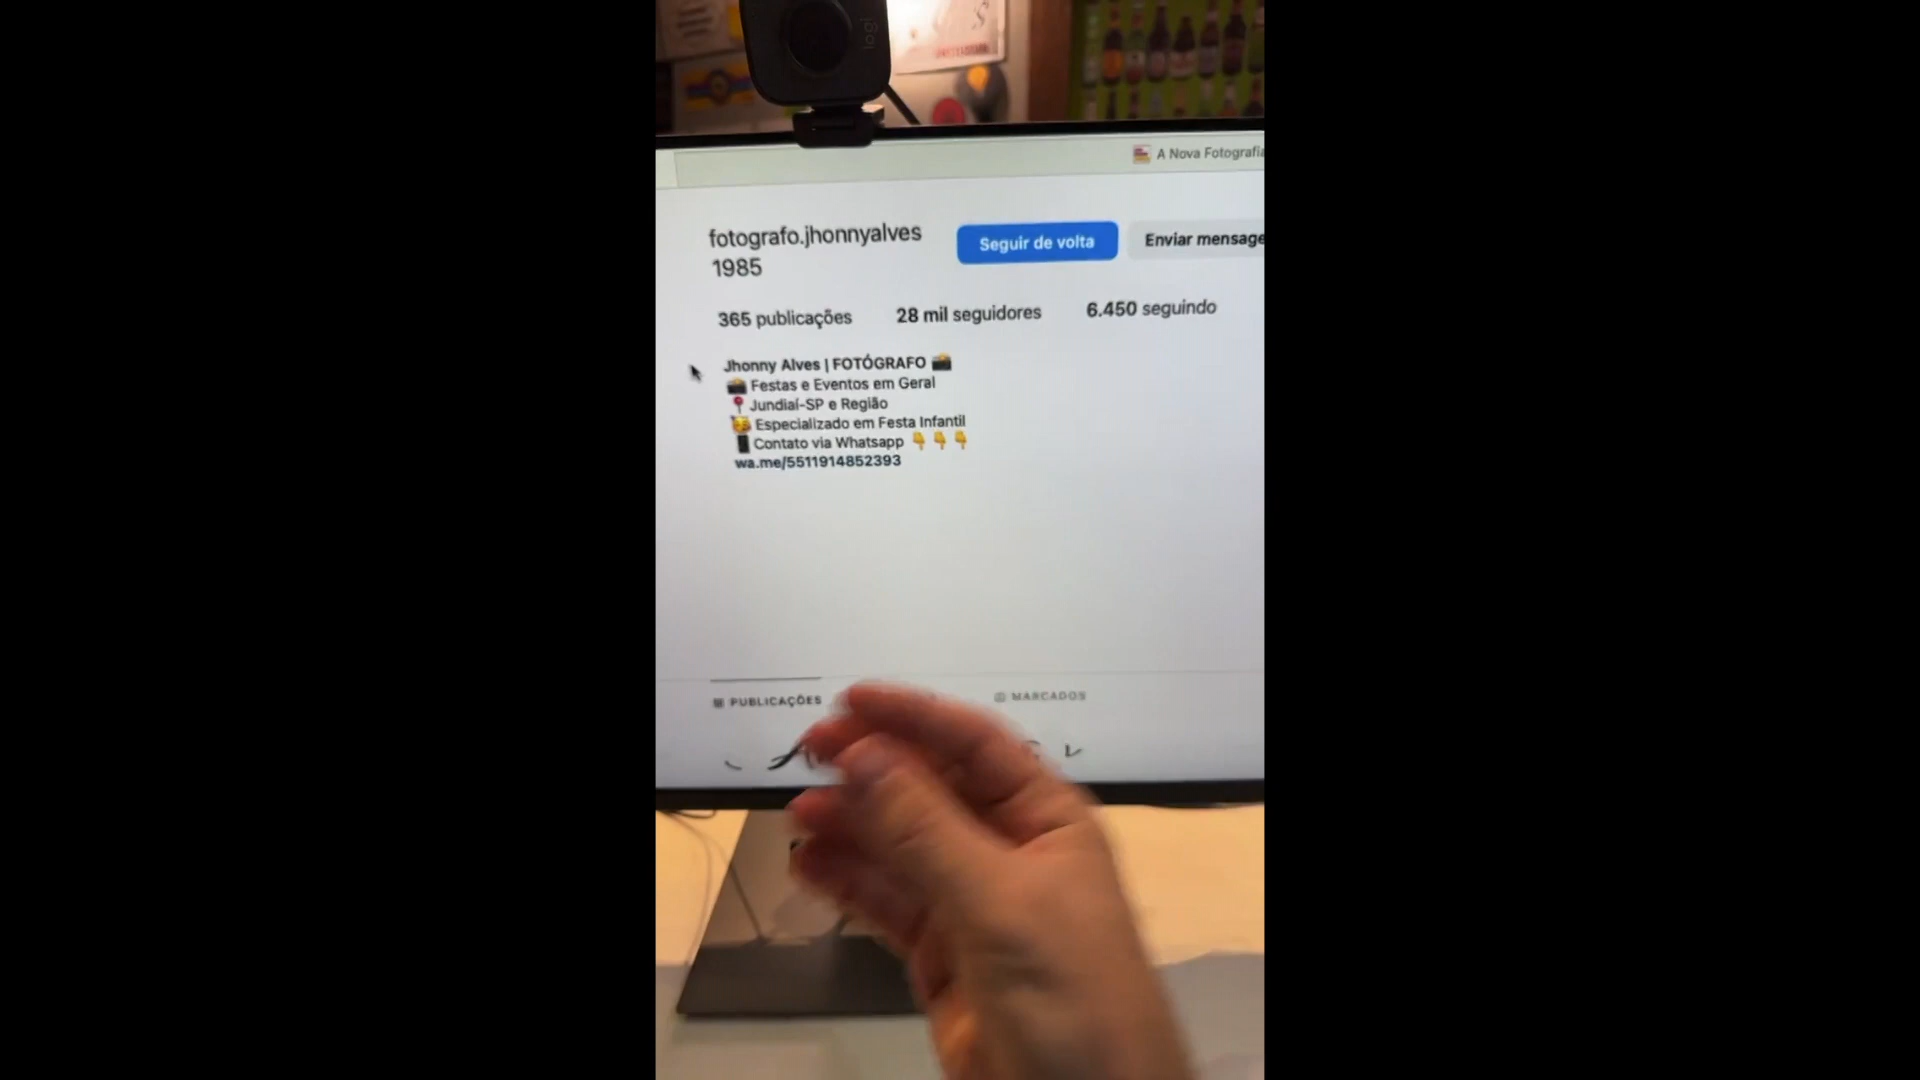 logi
A Nova Fotografia
fotografo.jhonnyalves
1985
Seguir de volta
Enviar mensage
365 publicações
28 mil seguidores
6.450 seguindo
Jhonny Alves | FOTÓGRAFO 📸
📸 Festas e Eventos em Geral
📍 Jundiaí-SP e Região
🥳 Especializado em Festa Infantil
📱 Contato via Whatsapp 👇 👇 👇
wa.me/5511914852393
PUBLICAÇÕES
MARCADOS